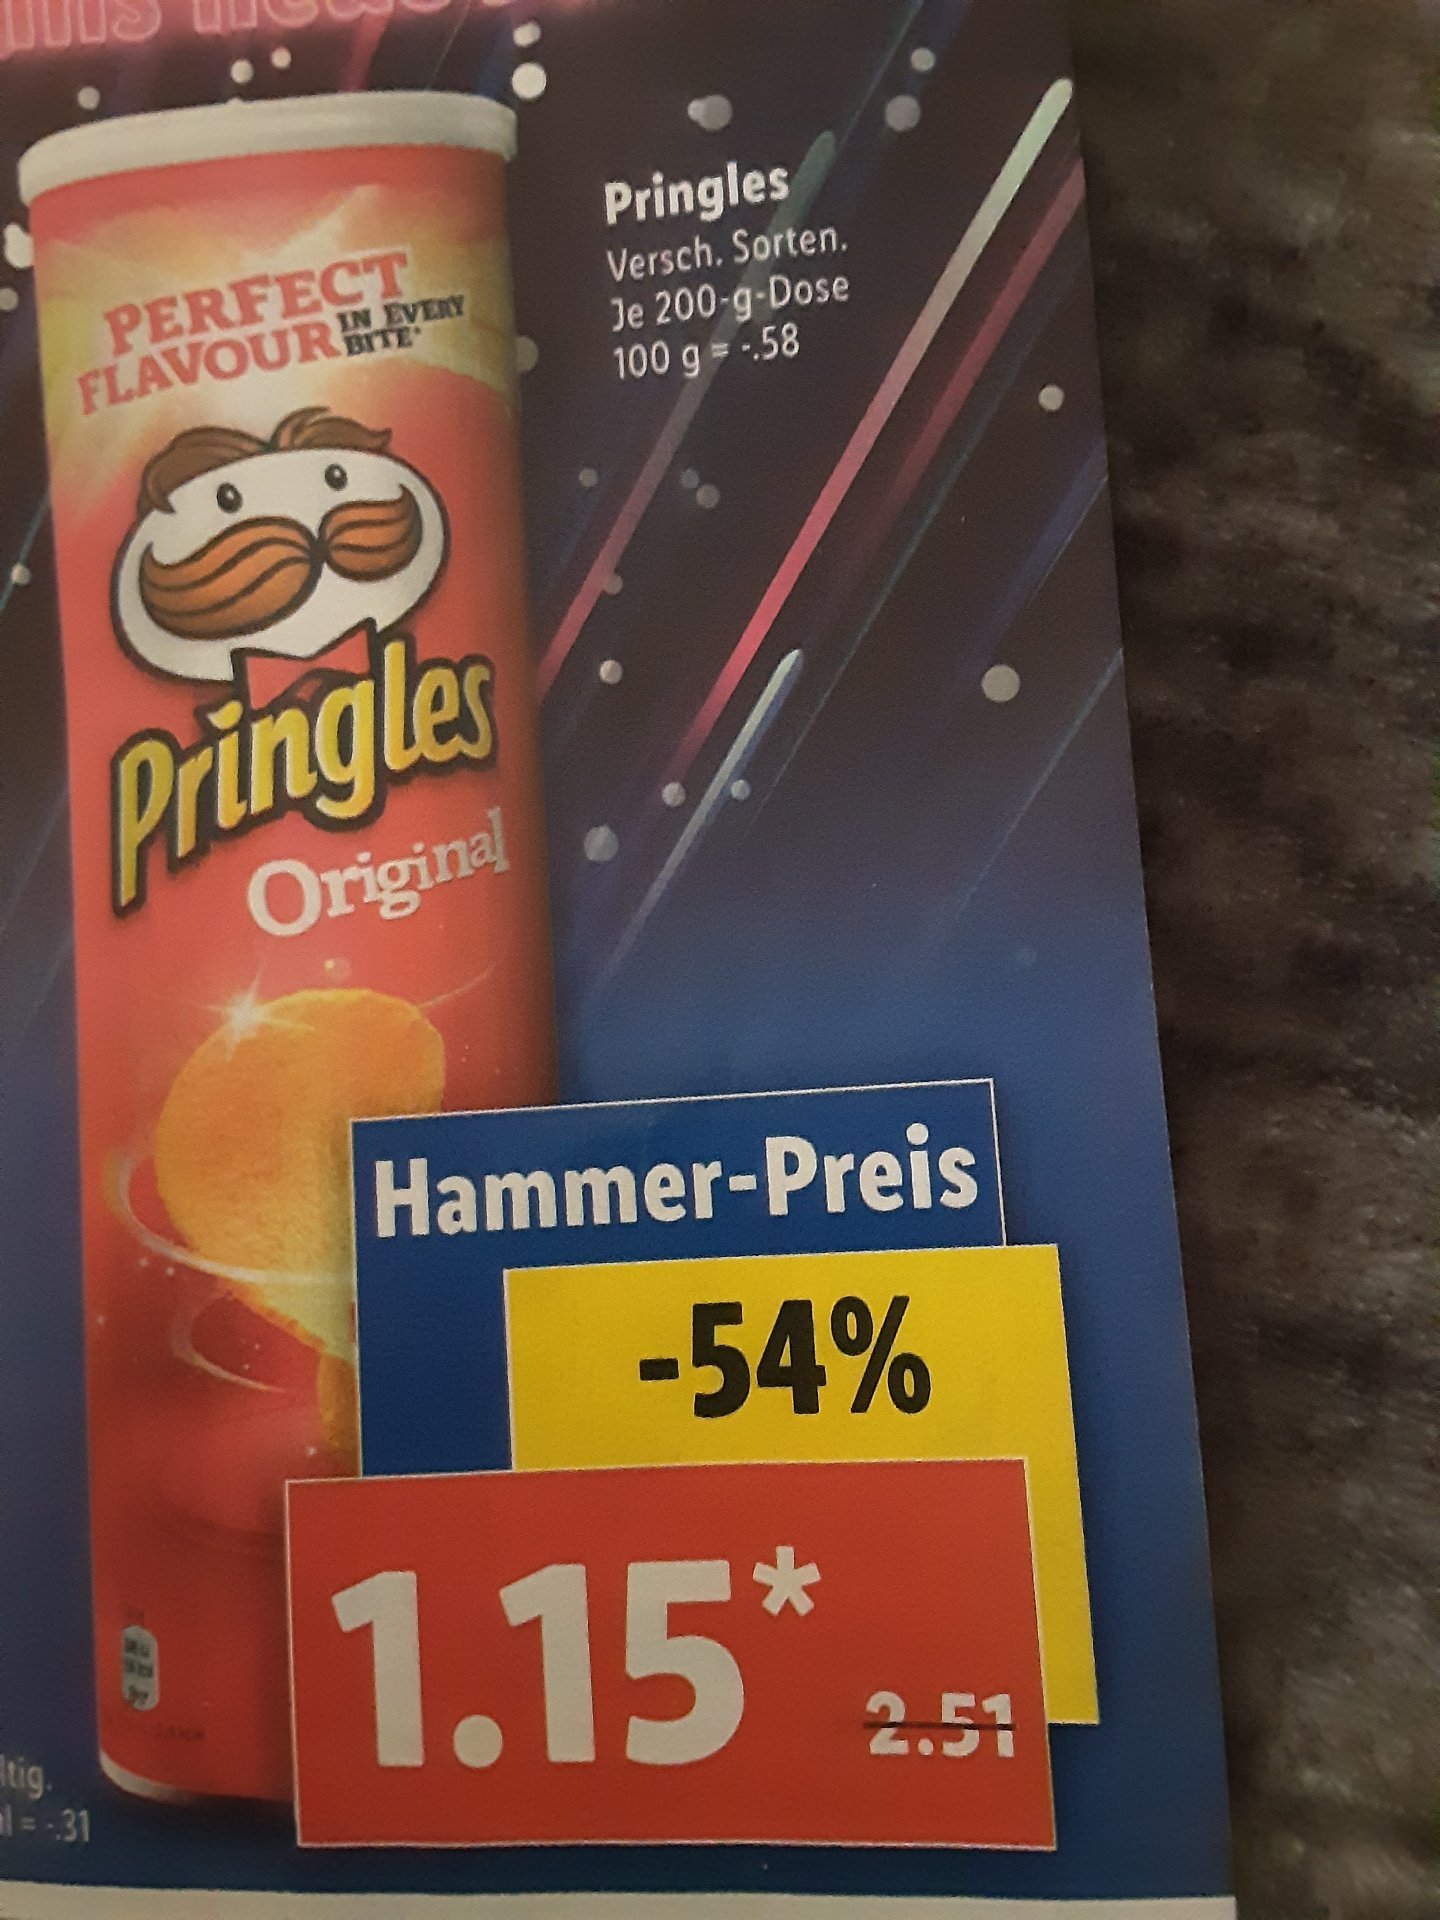 Pringles
Versch. Sorten.
Je 200-g-Dose
100 g = -.58
PERFECT
FLAVOUR IN EVERY
BITE*
Pringles
Original
Hammer-Preis
-54%
1.15*
2.51
= -.31